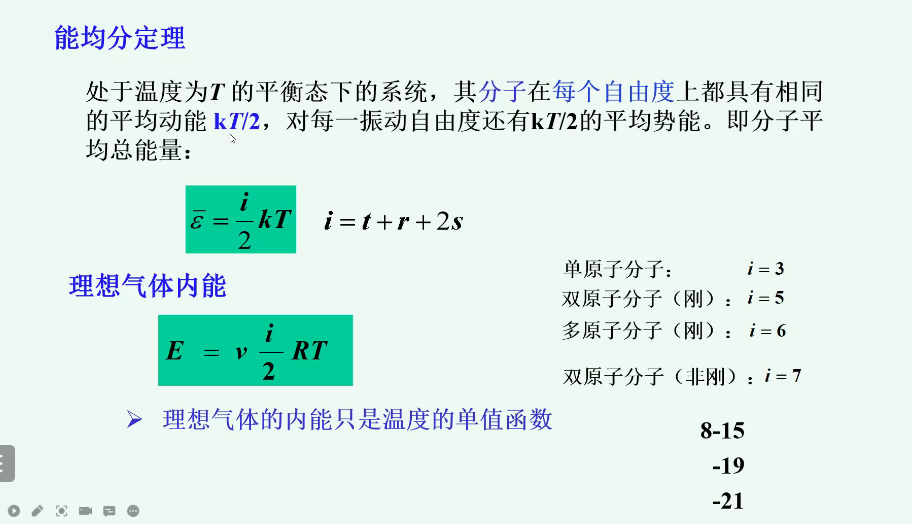 能均分定理
处于温度为T 的平衡态下的系统，其分子在每个自由度上都具有相同
的平均动能 kT/2，对每一振动自由度还有kT/2的平均势能。即分子平
均总能量：
ε̄ = i/2 kT    i = t + r + 2s
理想气体内能
E = ν i/2 RT
单原子分子： i = 3
双原子分子（刚）： i = 5
多原子分子（刚）： i = 6
双原子分子（非刚）： i = 7
➢ 理想气体的内能只是温度的单值函数
8-15
-19
-21